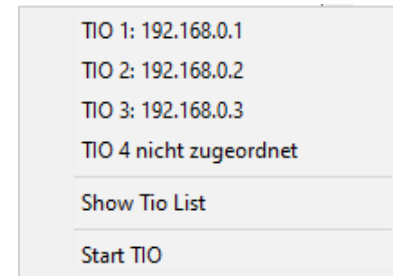 TIO 1: 192.168.0.1
TIO 2: 192.168.0.2
TIO 3: 192.168.0.3
TIO 4 nicht zugeordnet
Show Tio List
Start TIO